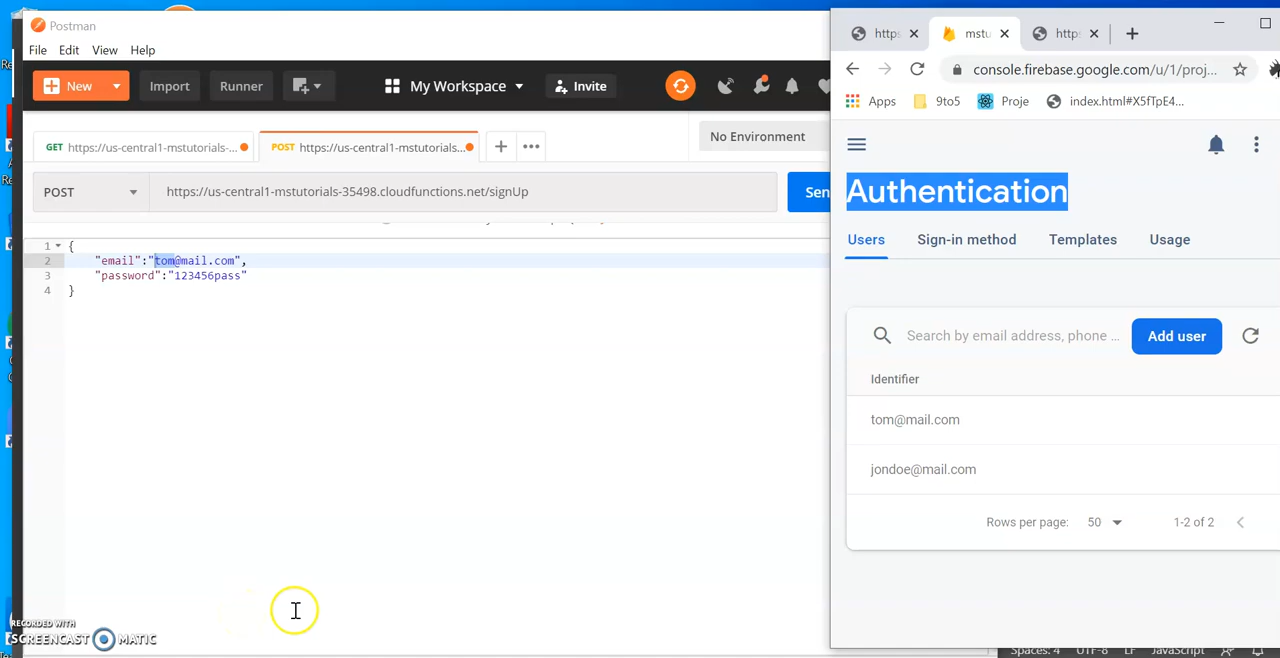 Postman
File Edit View Help
New
Import
Runner
My Workspace
Invite
GET https://us-central1-mstutorials-...
POST https://us-central1-mstutorials...
No Environment
POST
https://us-central1-mstutorials-35498.cloudfunctions.net/signUp
Sen
1 {
2 "email":"tom@mail.com",
3 "password":"123456pass"
4 }
RECORDED WITH
SCREENCAST MATIC
https
mstu
http:
console.firebase.google.com/u/1/proj...
Apps
9to5
Proje
index.html#X5fTpE4...
Authentication
Users
Sign-in method
Templates
Usage
Search by email address, phone ...
Add user
Identifier
tom@mail.com
jondoe@mail.com
Rows per page: 50
1-2 of 2
Spaces: 4 UTF-8 LF JavaScript